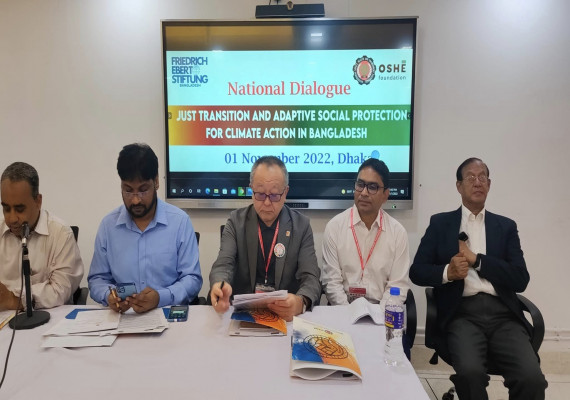 FRIEDRICH
EBERT
STIFTUNG
BANGLADESH
OSHE
foundation
National Dialogue
JUST TRANSITION AND ADAPTIVE SOCIAL PROTECTION
FOR CLIMATE ACTION IN BANGLADESH
01 November 2022, Dhaka